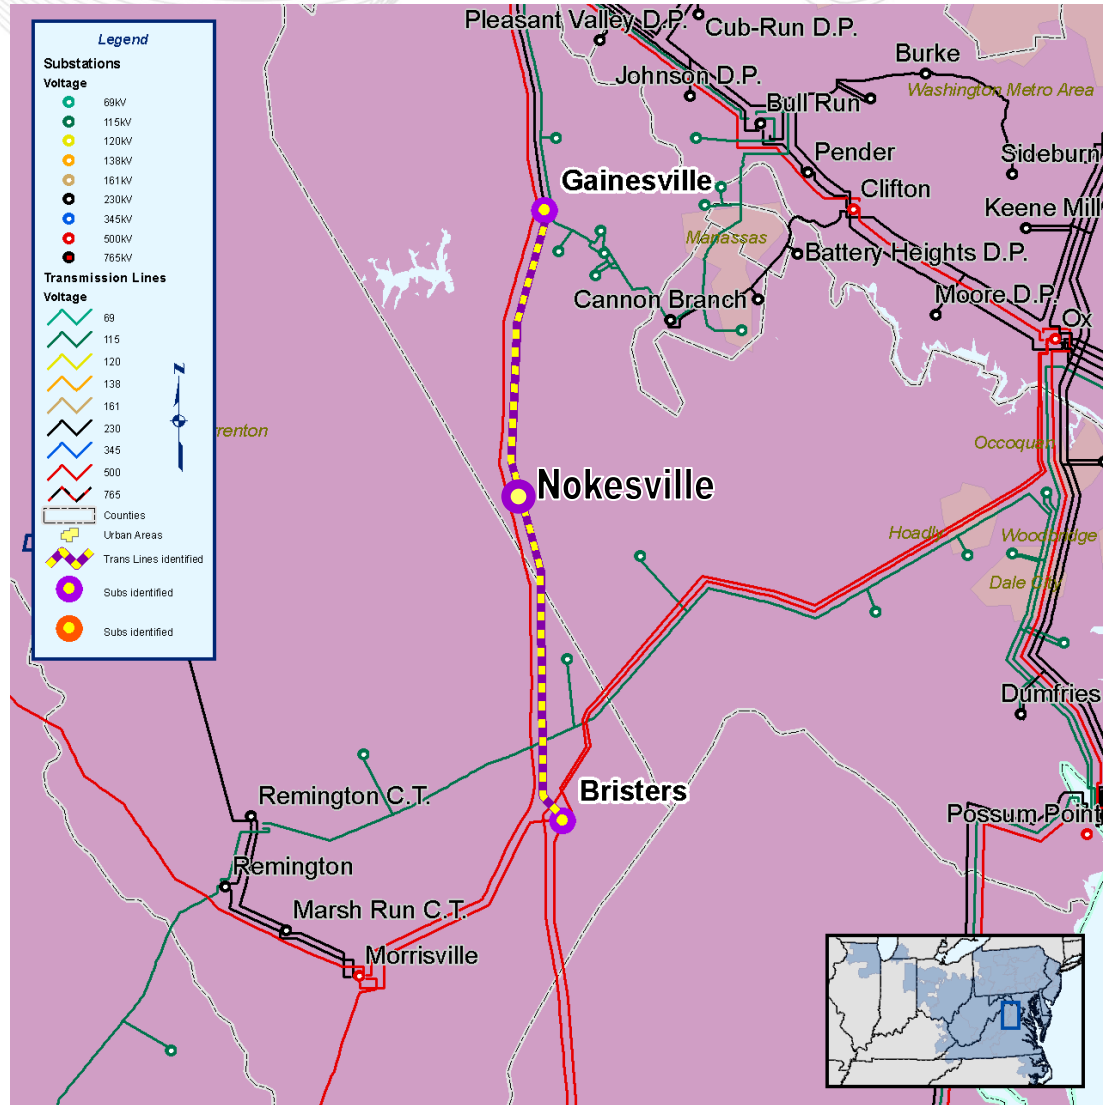 Legend
Substations
Voltage
69kV
115kV
120kV
138kV
161kV
230kV
345kV
500kV
765kV
Transmission Lines
Voltage
69
115
120
138
161
230
345
500
765
Counties
Urban Areas
Trans Lines identified
Subs identified
Subs identified
N
Pleasant Valley D.P.
Cub-Run D.P.
Burke
Johnson D.P.
Washington Metro Area
Bull Run
Pender
Sideburn
Gainesville
Clifton
Keene Mill
Manassas
Battery Heights D.P.
Cannon Branch
Moore D.P.
Ox
rrenton
Occoquan
Nokesville
Hoadly
Woodbridge
Dale City
Dumfries
Bristers
Remington C.T.
Possum Point
Remington
Marsh Run C.T.
Morrisville